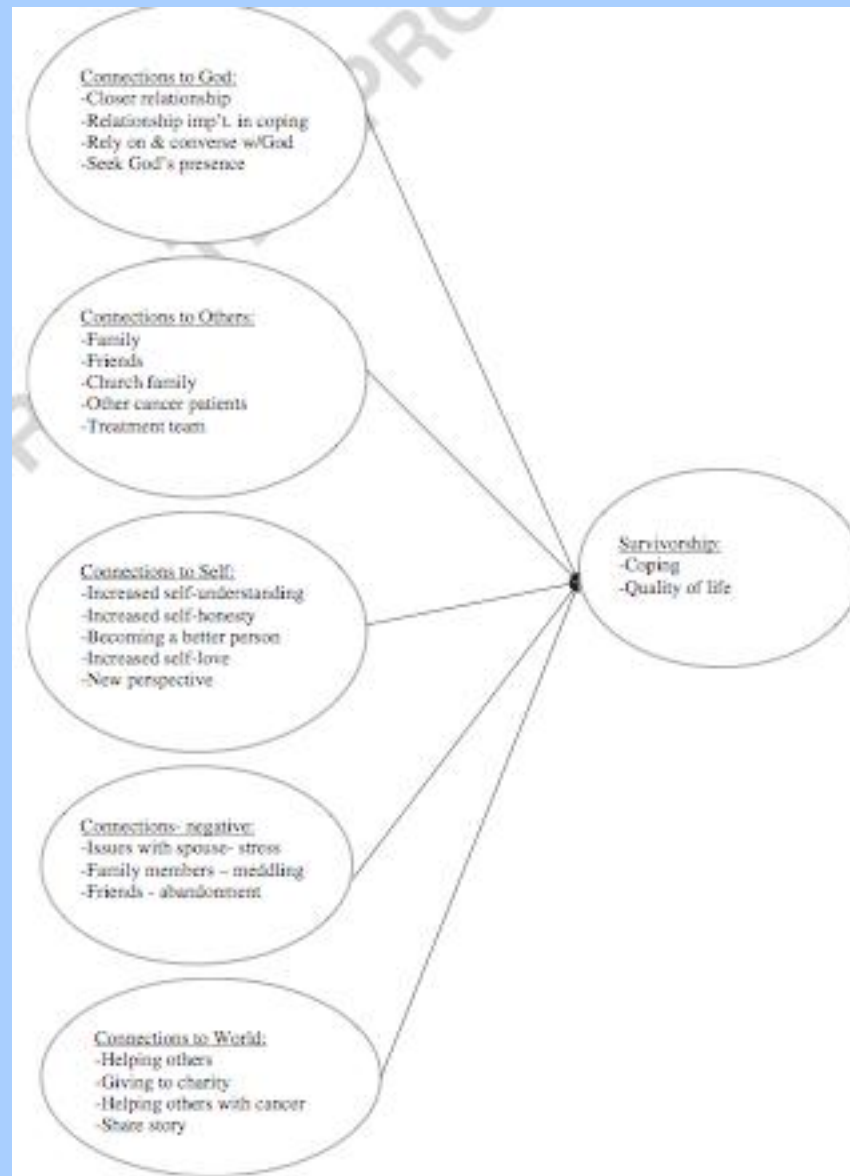 Connections to God:
-Closer relationship
-Relationship imp't. in coping
-Rely on & converse w/God
-Seek God's presence
Connections to Others:
-Family
-Friends
-Church family
-Other cancer patients
-Treatment team
Connections to Self:
-Increased self-understanding
-Increased self-honesty
-Becoming a better person
-Increased self-love
-New perspective
Connections- negative:
-Issues with spouse- stress
-Family members – meddling
-Friends - abandonment
Connections to World:
-Helping others
-Giving to charity
-Helping others with cancer
-Share story
Survivorship:
-Coping
-Quality of life